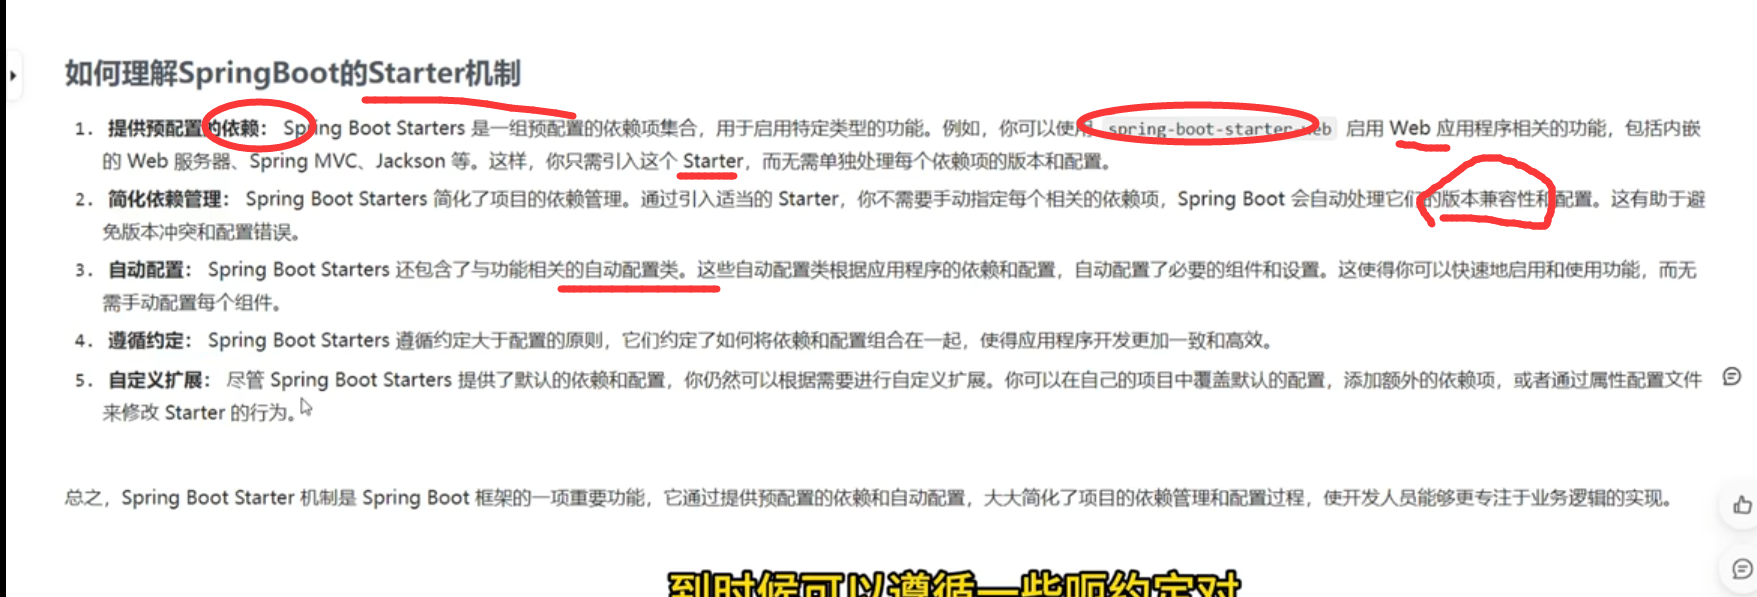 如何理解SpringBoot的Starter机制
1. 提供预配置的依赖： Spring Boot Starters 是一组预配置的依赖项集合，用于启用特定类型的功能。例如，你可以使用 spring-boot-starter-web 启用 Web 应用程序相关的功能，包括内嵌
的 Web 服务器、Spring MVC、Jackson 等。这样，你只需引入这个 Starter，而无需单独处理每个依赖项的版本和配置。
2. 简化依赖管理： Spring Boot Starters 简化了项目的依赖管理。通过引入适当的 Starter，你不需要手动指定每个相关的依赖项，Spring Boot 会自动处理它们的版本兼容性和配置。这有助于避
免版本冲突和配置错误。
3. 自动配置： Spring Boot Starters 还包含了与功能相关的自动配置类。这些自动配置类根据应用程序的依赖和配置，自动配置了必要的组件和设置。这使得你可以快速地启用和使用功能，而无
需手动配置每个组件。
4. 遵循约定： Spring Boot Starters 遵循约定大于配置的原则，它们约定了如何将依赖和配置组合在一起，使得应用程序开发更加一致和高效。
5. 自定义扩展： 尽管 Spring Boot Starters 提供了默认的依赖和配置，你仍然可以根据需要进行自定义扩展。你可以在自己的项目中覆盖默认的配置，添加额外的依赖项，或者通过属性配置文件
来修改 Starter 的行为。
总之，Spring Boot Starter 机制是 Spring Boot 框架的一项重要功能，它通过提供预配置的依赖和自动配置，大大简化了项目的依赖管理和配置过程，使开发人员能够更专注于业务逻辑的实现。
到时候可以遵循一些呃约定对